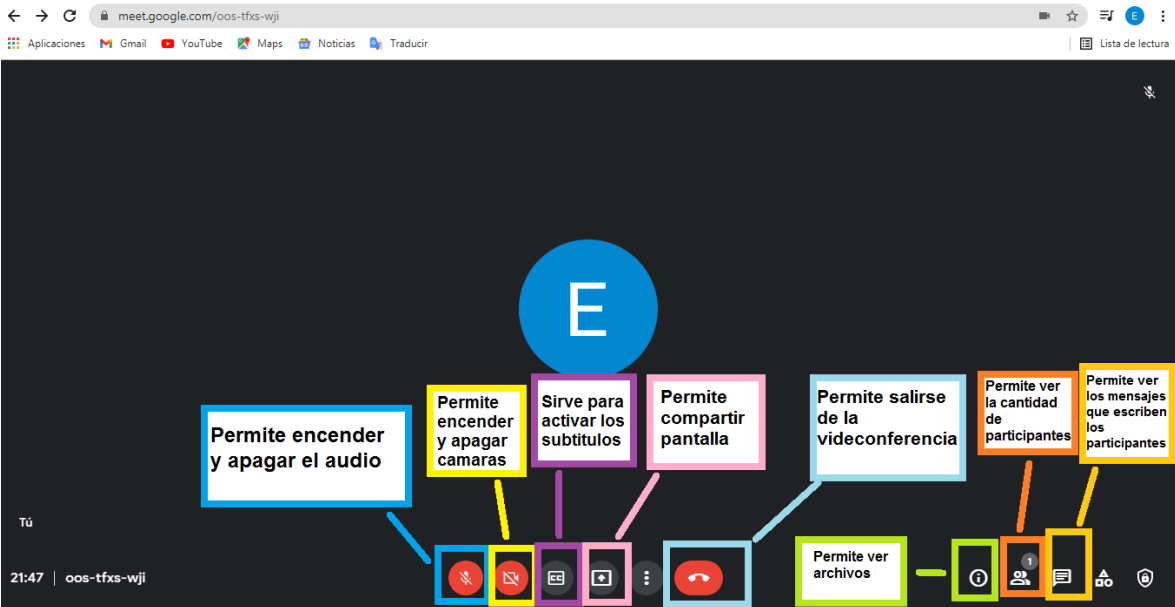 meet.google.com/oos-tfxs-wji
E
Aplicaciones
Gmail
YouTube
Maps
Noticias
Traducir
Lista de lectura
E
Permite encender
y apagar el audio
Permite
encender
y apagar
camaras
Sirve para
activar los
subtitulos
Permite
compartir
pantalla
Permite salirse
de la
videconferencia
Permite ver
la cantidad
de
participantes
Permite ver
los mensajes
que escriben
los
participantes
Tú
Permite ver
archivos
21:47 | oos-tfxs-wji
CC
1